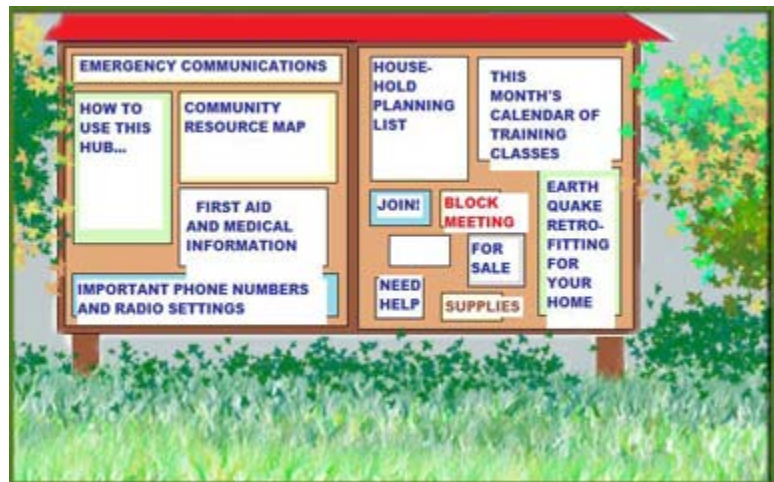 EMERGENCY COMMUNICATIONS
HOW TO
USE THIS
HUB...
COMMUNITY
RESOURCE MAP
FIRST AID
AND MEDICAL
INFORMATION
IMPORTANT PHONE NUMBERS
AND RADIO SETTINGS
HOUSE-
HOLD
PLANNING
LIST
THIS
MONTH'S
CALENDAR OF
TRAINING
CLASSES
JOIN!
BLOCK
MEETING
FOR
SALE
NEED
HELP
SUPPLIES
EARTH
QUAKE
RETRO-
FITTING
FOR
YOUR
HOME